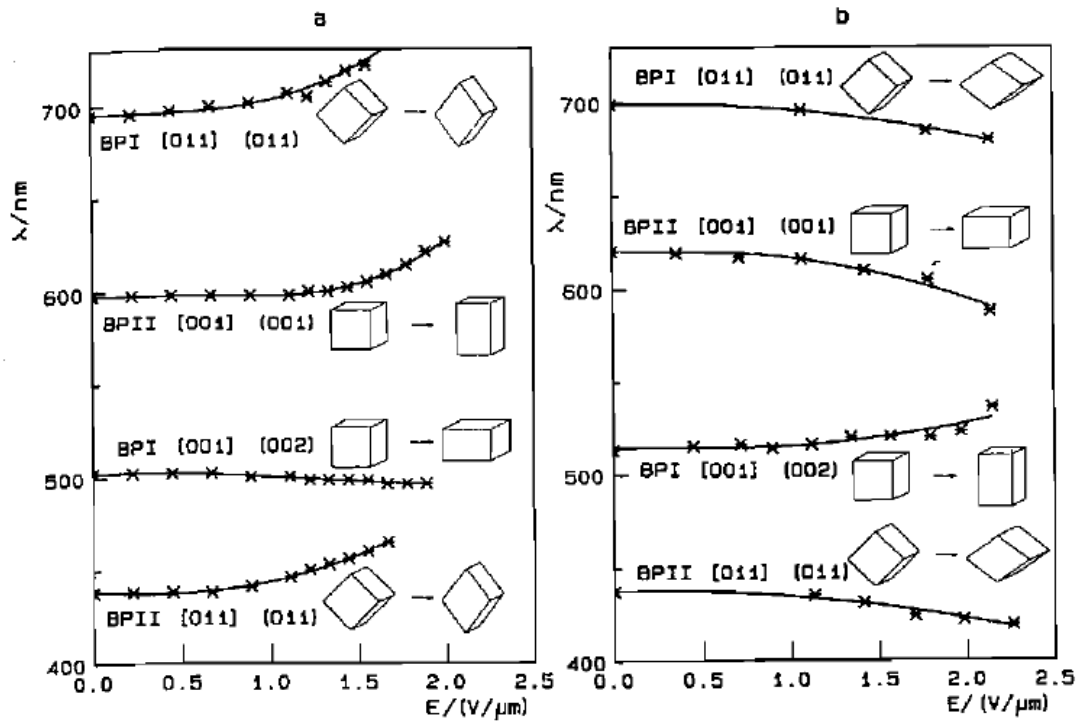 a
700
BPI [011] (011)
λ/nm
600
BPII [001] (001)
BPI [001] (002)
500
BPII [011] (011)
400
0.0 0.5 1.0 1.5 2.0 2.5
E/(V/μm)
b
BPI [011] (011)
700
BPII [001] (001)
λ/nm
600
500
BPI [001] (002)
BPII [011] (011)
400
0.0 0.5 1.0 1.5 2.0 2.5
E/(V/μm)